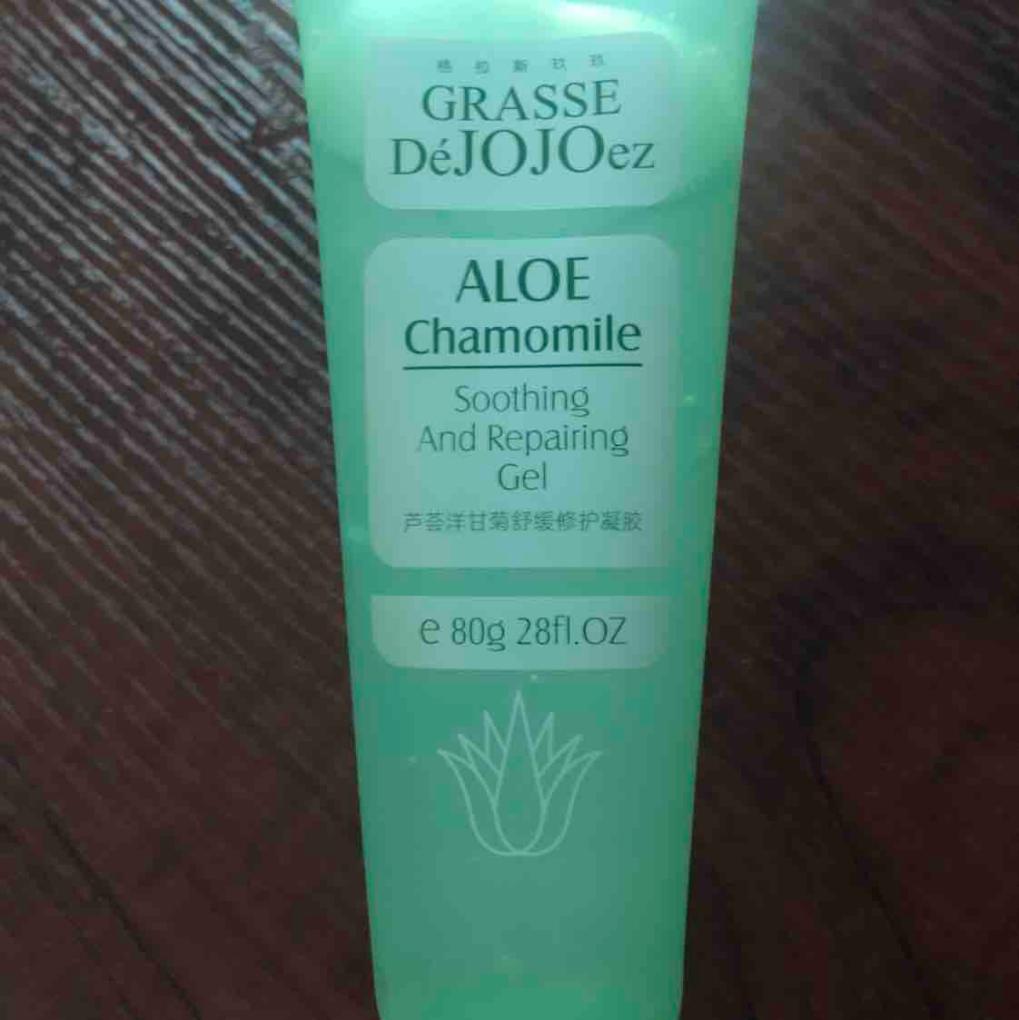 格拉斯玖玖
GRASSE
DéJOJOez
ALOE
Chamomile
Soothing
And Repairing
Gel
芦荟洋甘菊舒缓修护凝胶
e 80g 28fl.OZ